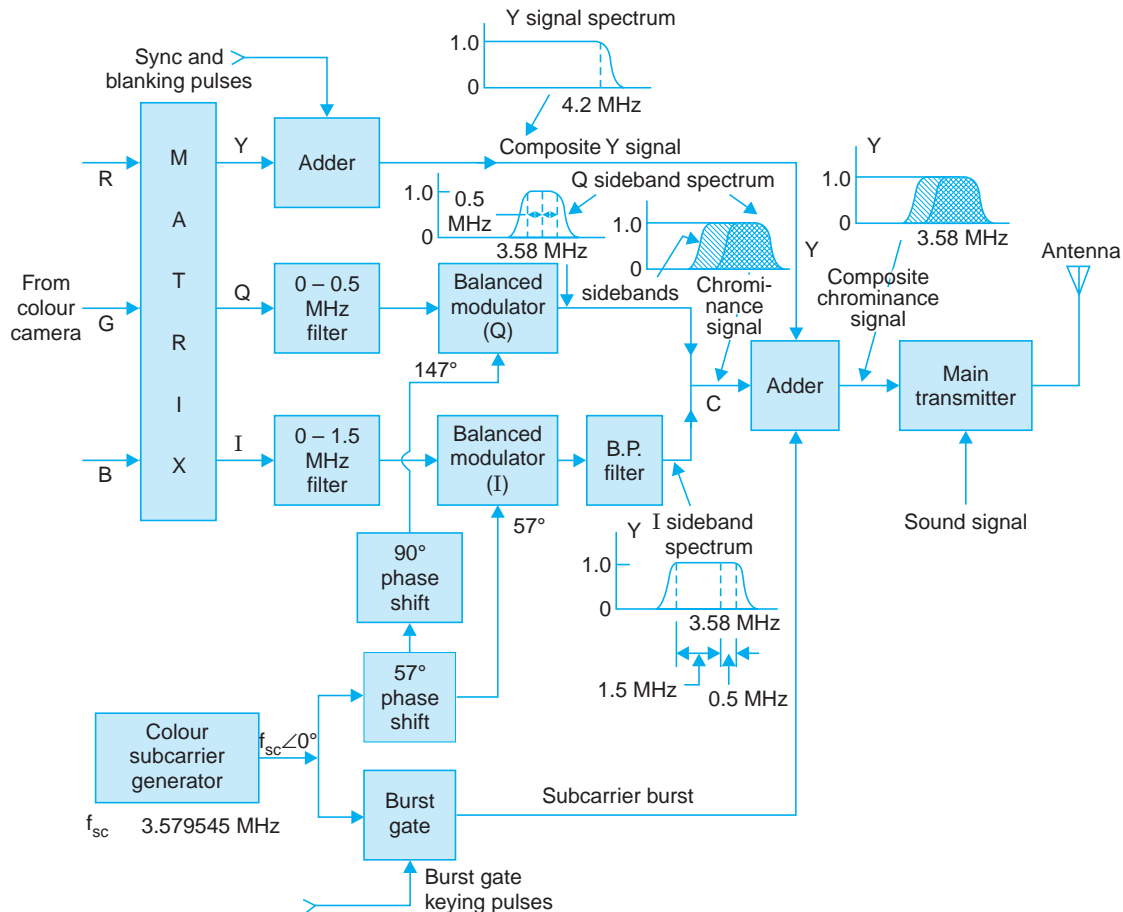 Y signal spectrum
1.0
0
4.2 MHz
Sync and
blanking pulses
M
A
T
R
I
X
Y
Adder
Composite Y signal
R
1.0
0.5
MHz
0
3.58 MHz
Q sideband spectrum
1.0
0
Y
1.0
0
3.58 MHz
Y
Antenna
From
colour
camera
G
Q
0 – 0.5
MHz
filter
Balanced
modulator
(Q)
sidebands
Chromi-
nance
signal
Composite
chrominance
signal
147°
C
Adder
Main
transmitter
B
I
0 – 1.5
MHz
filter
Balanced
modulator
(I)
B.P.
filter
57°
Sound signal
I sideband
spectrum
Y
1.0
0
3.58 MHz
1.5 MHz
0.5 MHz
90°
phase
shift
57°
phase
shift
Colour
subcarrier
generator
fsc∠0°
fsc 3.579545 MHz
Burst
gate
Subcarrier burst
Burst gate
keying pulses